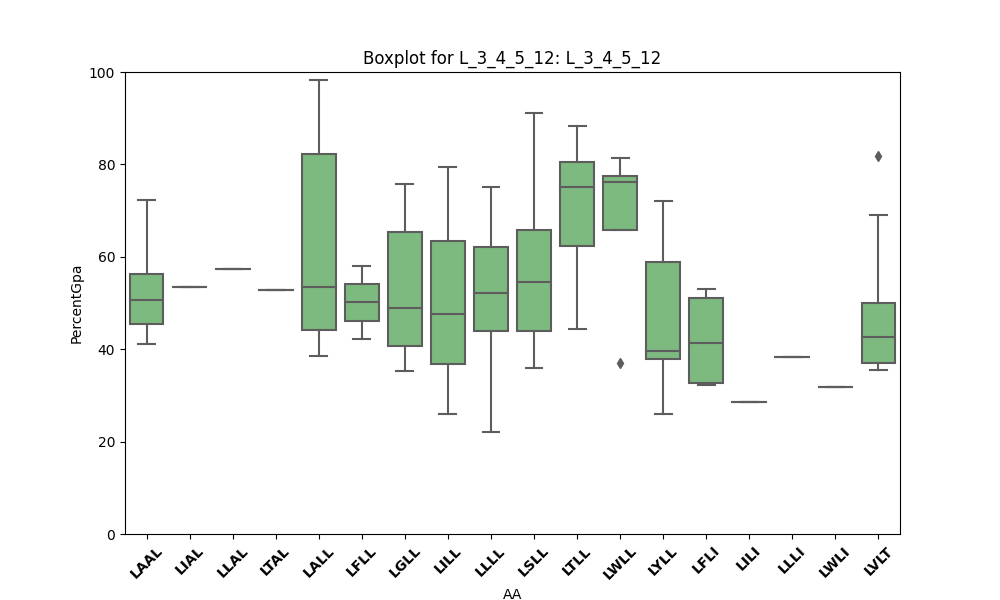 Boxplot for L_3_4_5_12: L_3_4_5_12
PercentGpa
100
80
60
40
20
0
LAAL LIAL LLAL LTAL LALL LFLL LGLL LILL LLLL LSLL LTLL LWLL LYLL LFLI LILI LLLI LWLI LVLT
AA